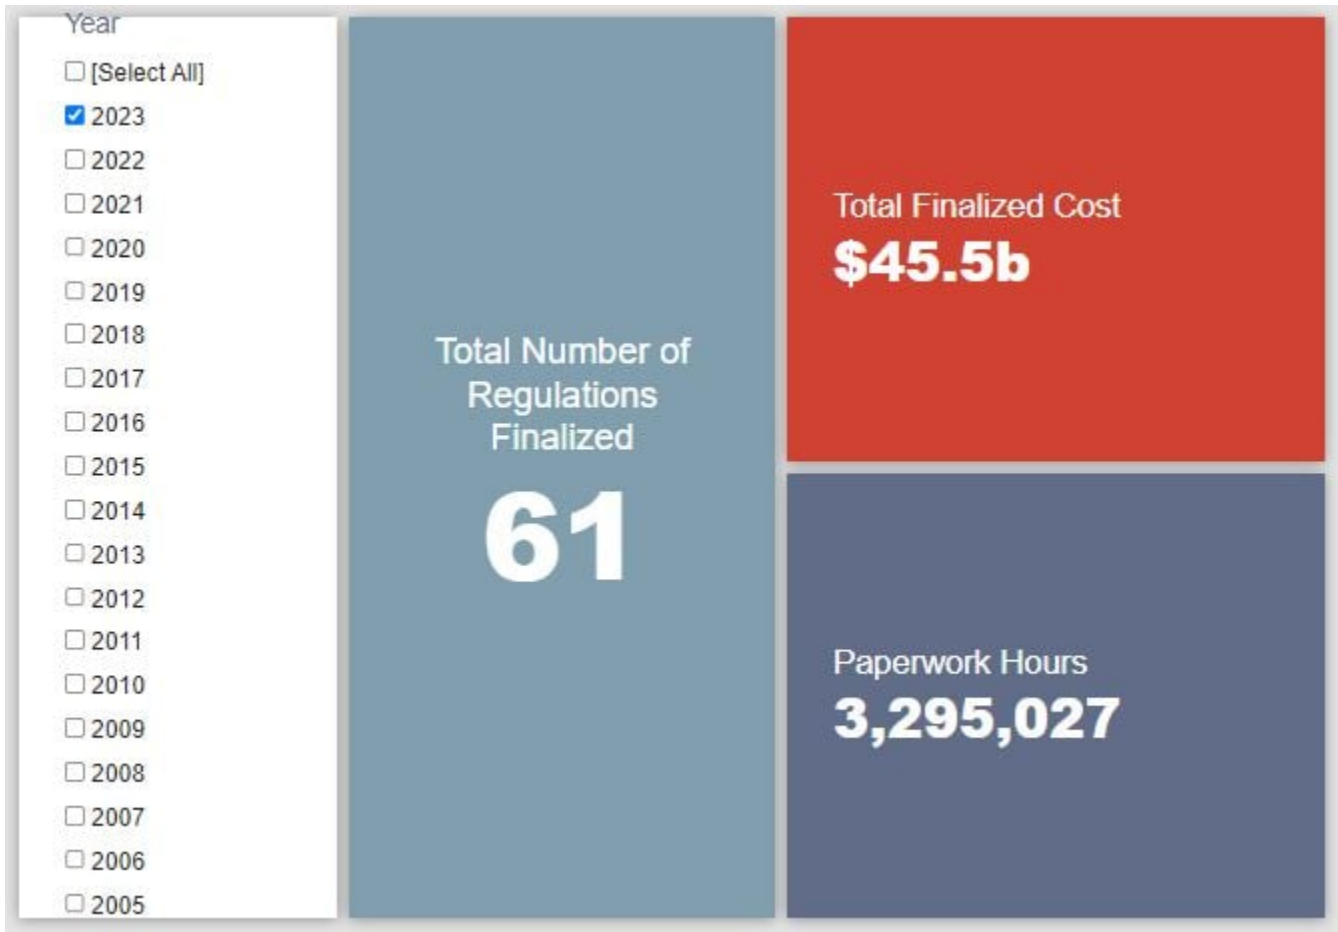 Year
[Select All]
2023
2022
2021
2020
2019
2018
2017
2016
2015
2014
2013
2012
2011
2010
2009
2008
2007
2006
2005
Total Number of
Regulations
Finalized
61
Total Finalized Cost
$45.5b
Paperwork Hours
3,295,027